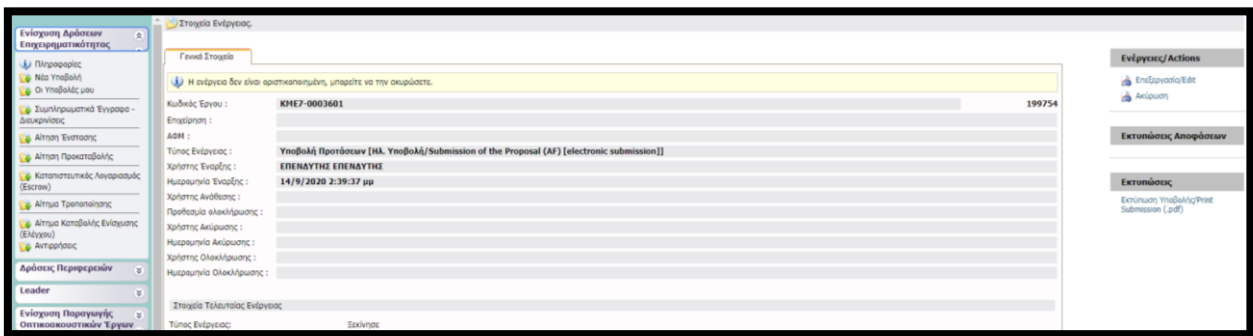 Στοιχεία Ενέργειας.
Ενίσχυση Δράσεων
Επιχειρηματικότητας
Πληροφορίες
Νέα Υποβολή
Οι Υποβολές μου
Συμπληρωματικά Έγγραφα -
Διευκρινίσεις
Αίτηση Ένστασης
Αίτηση Προκαταβολής
Καταπιστευτικός Λογαριασμός
(Escrow)
Αίτημα Τροποποίησης
Αίτημα Καταβολής Ενίσχυσης
(Ελέγχου)
Αντιρρήσεις
Δράσεις Περιφερειών
Leader
Ενίσχυση Παραγωγής
Οπτικοακουστικών Έργων
Γενικά Στοιχεία
Η ενέργεια δεν είναι οριστικοποιημένη, μπορείτε να την ακυρώσετε.
Κωδικός Έργου : ΚΜΕ7-0003601 199754
Επιχείρηση :
ΑΦΜ :
Τύπος Ενέργειας : Υποβολή Προτάσεων [Ηλ. Υποβολή/Submission of the Proposal (AF) [electronic submission]]
Χρήστης Έναρξης : ΕΠΕΝΔΥΤΗΣ ΕΠΕΝΔΥΤΗΣ
Ημερομηνία Έναρξης : 14/9/2020 2:39:37 μμ
Χρήστης Ανάθεσης :
Προθεσμία ολοκλήρωσης :
Χρήστης Ακύρωσης :
Ημερομηνία Ακύρωσης :
Χρήστης Ολοκλήρωσης :
Ημερομηνία Ολοκλήρωσης :
Στοιχεία Τελευταίας Ενέργειας
Τύπος Ενέργειας: Ξεκίνησε
Ενέργειες/Actions
Επεξεργασία/Edit
Ακύρωση
Εκτυπώσεις Αποφάσεων
Εκτυπώσεις
Εκτύπωση Υποβολής/Print
Submission (.pdf)